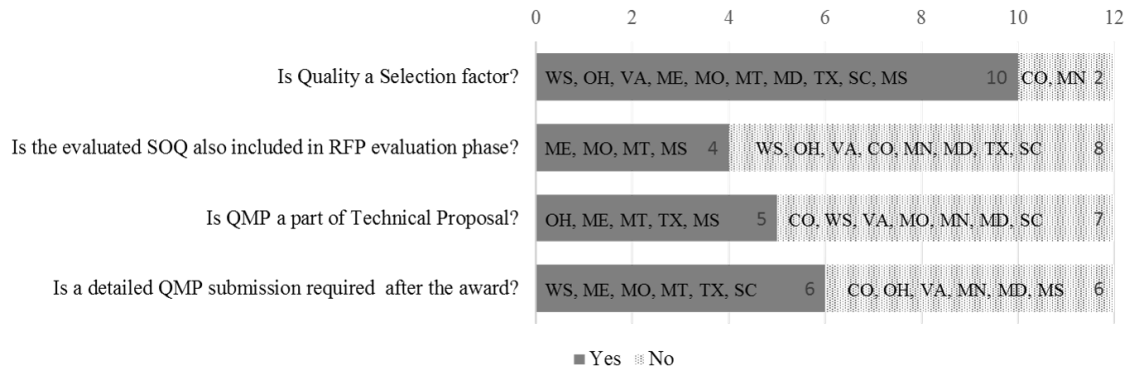 0 2 4 6 8 10 12
Is Quality a Selection factor? WS, OH, VA, ME, MO, MT, MD, TX, SC, MS 10 CO, MN 2
Is the evaluated SOQ also included in RFP evaluation phase? ME, MO, MT, MS 4 WS, OH, VA, CO, MN, MD, TX, SC 8
Is QMP a part of Technical Proposal? OH, ME, MT, TX, MS 5 CO, WS, VA, MO, MN, MD, SC 7
Is a detailed QMP submission required after the award? WS, ME, MO, MT, TX, SC 6 CO, OH, VA, MN, MD, MS 6
Yes No